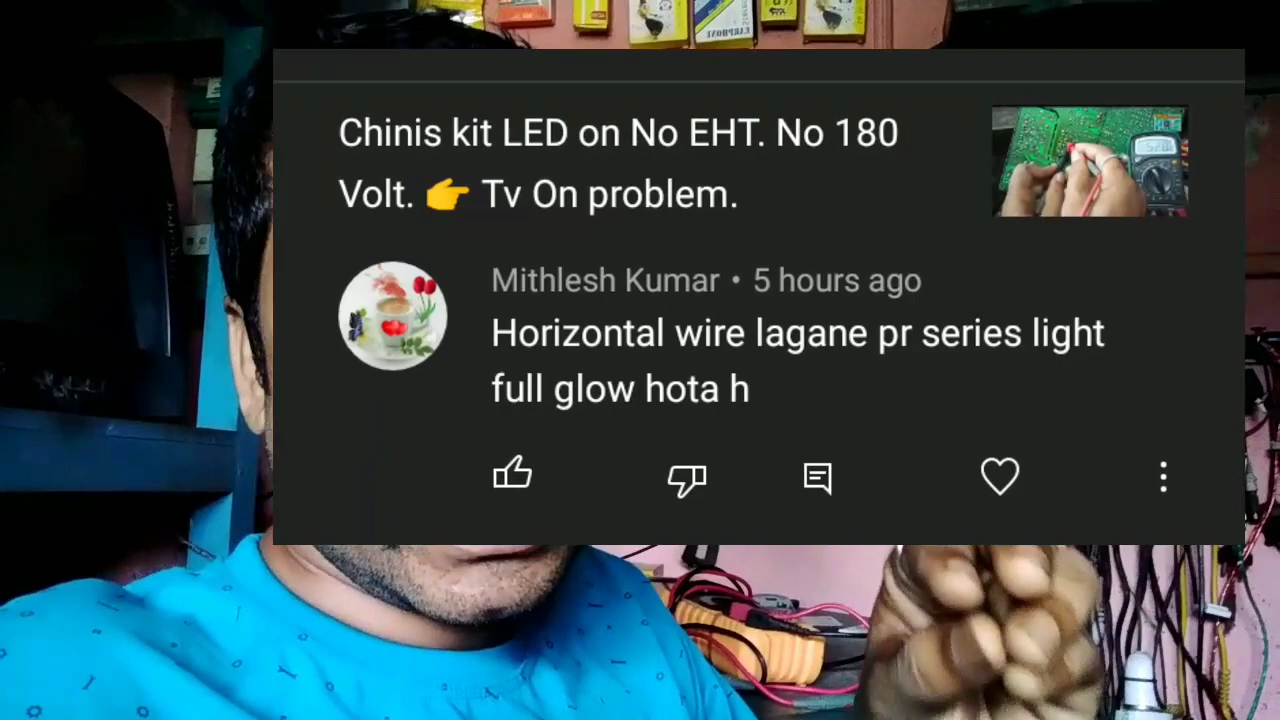 EARPHONE
Chinis kit LED on No EHT. No 180
Volt. 👉 Tv On problem.
Mithlesh Kumar • 5 hours ago
Horizontal wire lagane pr series light
full glow hota h